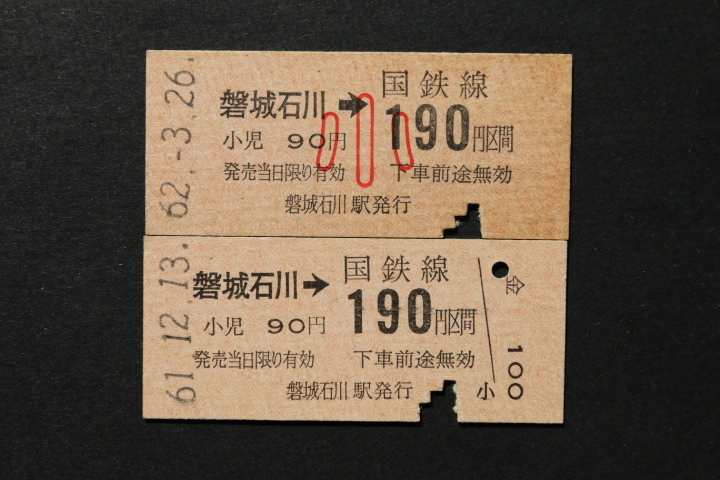 62.-3.26.
国鉄線
磐城石川➡190円区間
小児 90円
小
発売当日限り有効 下車前途無効
磐城石川駅発行
61.12.13.
国鉄線
磐城石川➡190円区間
小児 90円
発売当日限り有効 下車前途無効
磐城石川駅発行
金
100
小